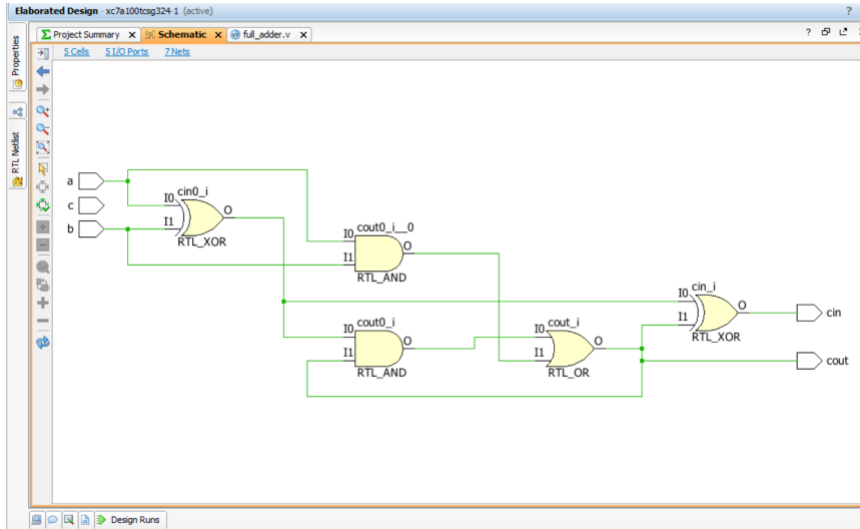 Elaborated Design - xc7a100tcsg324-1 (active) ?
Properties
RTL Netlist
Σ Project Summary X Schematic X full_adder.v X ?
5 Cells 5 I/O Ports 7 Nets
a
c
b
cin0_i
I0
I1
O
RTL_XOR
cout0_i__0
I0
I1
O
RTL_AND
cout0_i
I0
I1
O
RTL_AND
cout_i
I0
I1
O
RTL_OR
cin_i
I0
I1
O
RTL_XOR
cin
cout
Design Runs